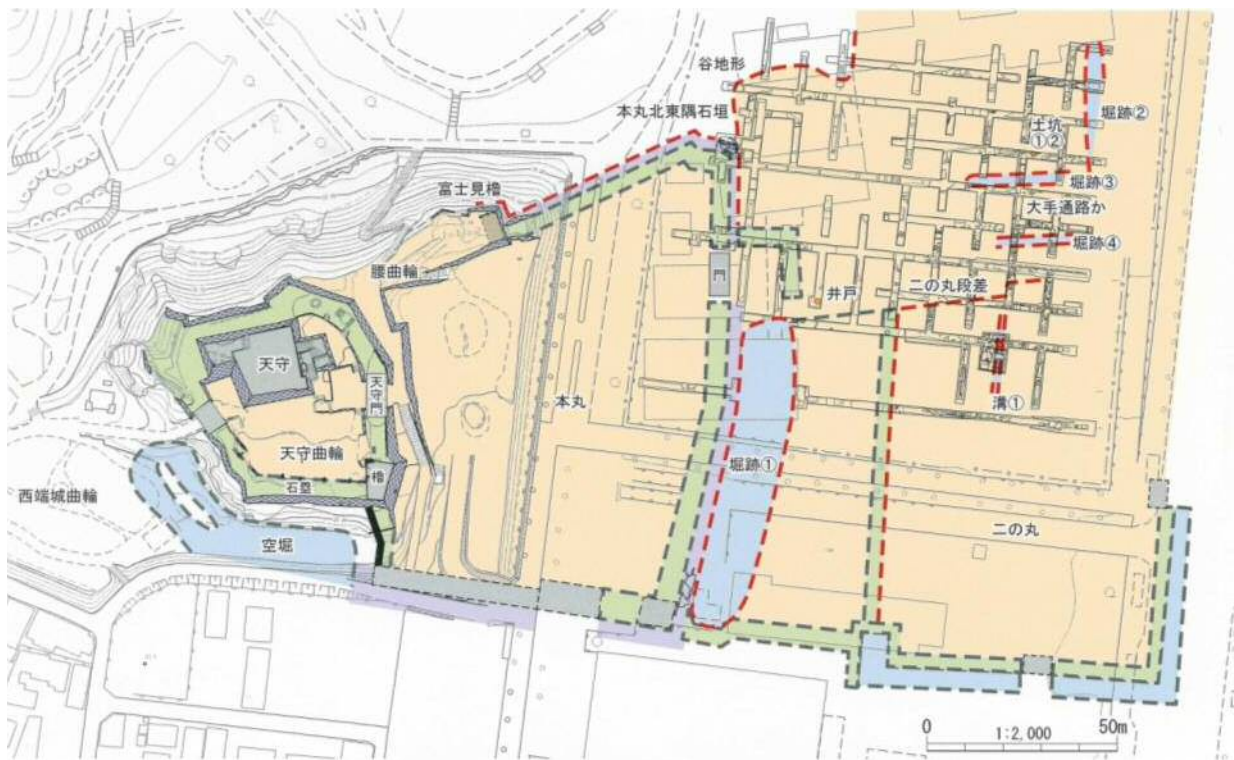 谷地形
本丸北東隅石垣
堀跡②
土坑
①②
堀跡③
富士見櫓
大手通路か
堀跡④
腰曲輪
門
井戸
二の丸段差
天守
天守門
本丸
溝①
天守曲輪
堀跡①
櫓
石塁
西端城曲輪
空堀
二の丸
0
50m
1:2,000